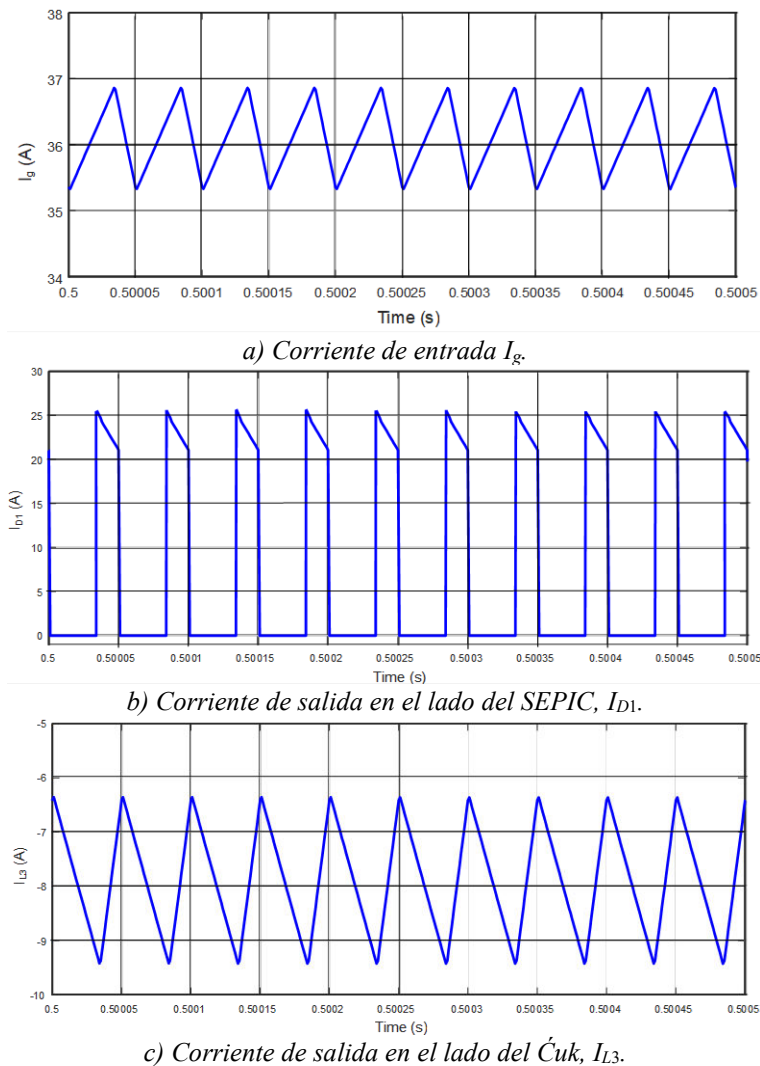 38
37
36
35
34
I_g (A)
0.5 0.50005 0.5001 0.50015 0.5002 0.50025 0.5003 0.50035 0.5004 0.50045 0.5005
Time (s)
a) Corriente de entrada I_g.
30
25
20
15
10
5
0
I_D1 (A)
0.5 0.50005 0.5001 0.50015 0.5002 0.50025 0.5003 0.50035 0.5004 0.50045 0.5005
Time (s)
b) Corriente de salida en el lado del SEPIC, I_D1.
-5
-6
-7
-8
-9
-10
I_L3 (A)
0.5 0.50005 0.5001 0.50015 0.5002 0.50025 0.5003 0.50035 0.5004 0.50045 0.5005
Time (s)
c) Corriente de salida en el lado del Ćuk, I_L3.